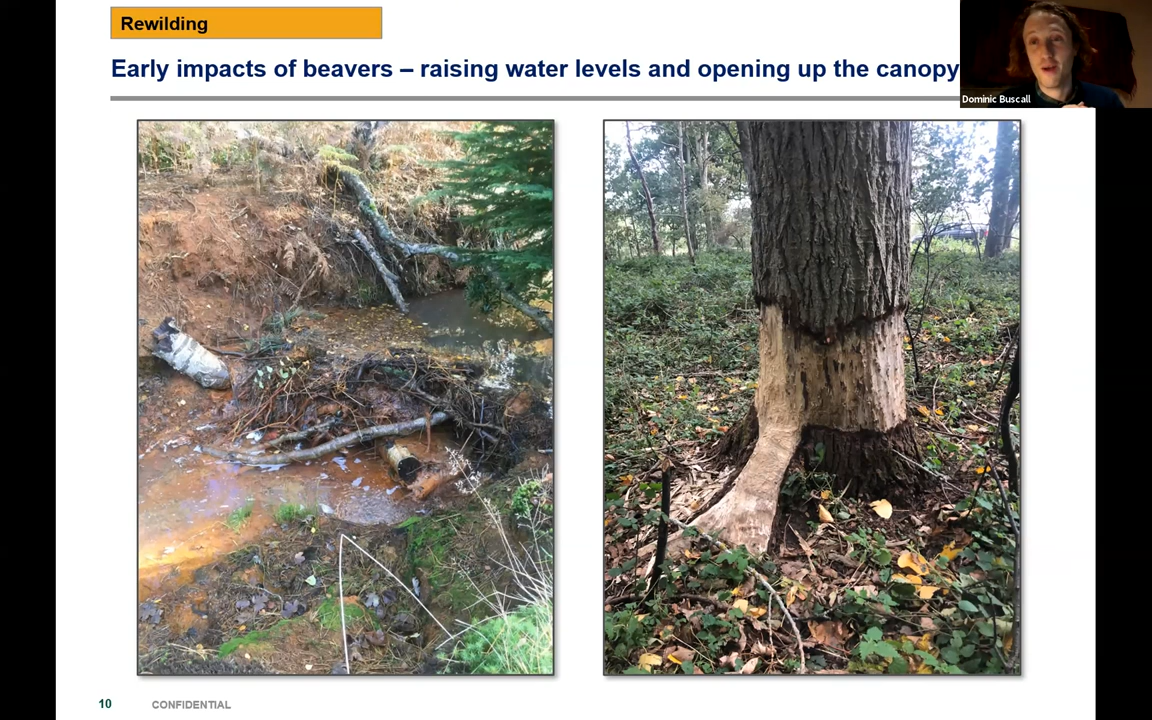 Rewilding
Early impacts of beavers – raising water levels and opening up the canopy
Dominic Buscall
10 CONFIDENTIAL